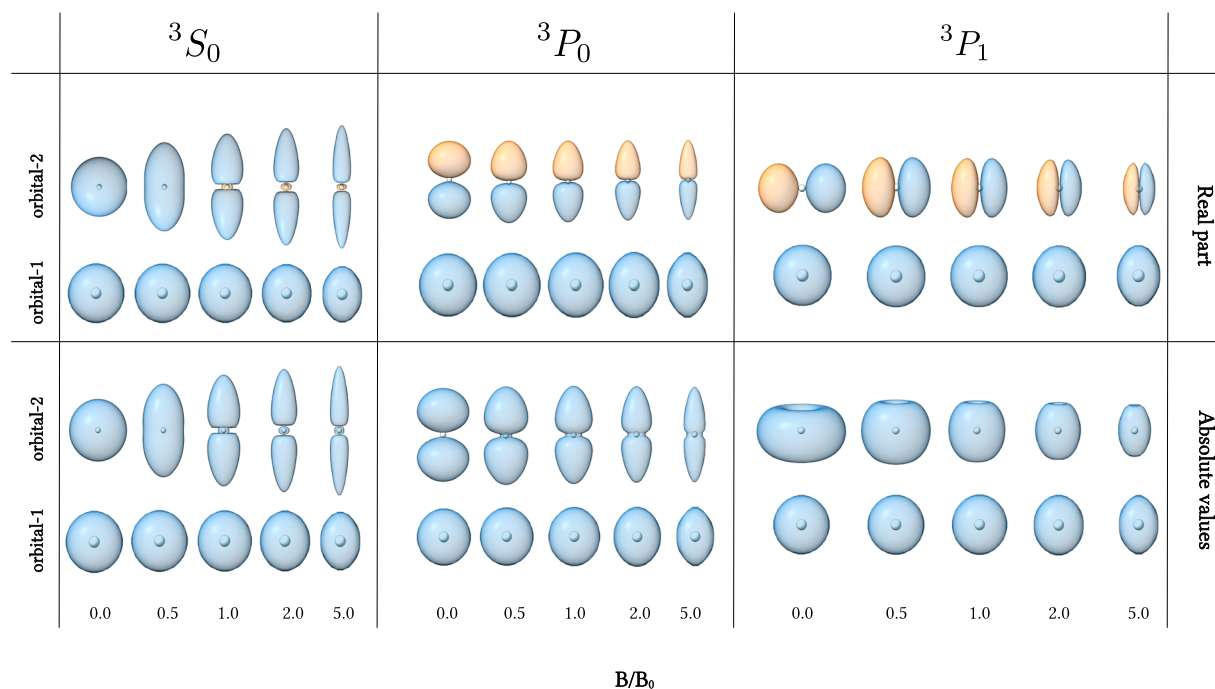 ³S₀ ³P₀ ³P₁
orbital-2
orbital-1
Real part
orbital-2
orbital-1
Absolute values
0.0 0.5 1.0 2.0 5.0 0.0 0.5 1.0 2.0 5.0 0.0 0.5 1.0 2.0 5.0
B/B₀